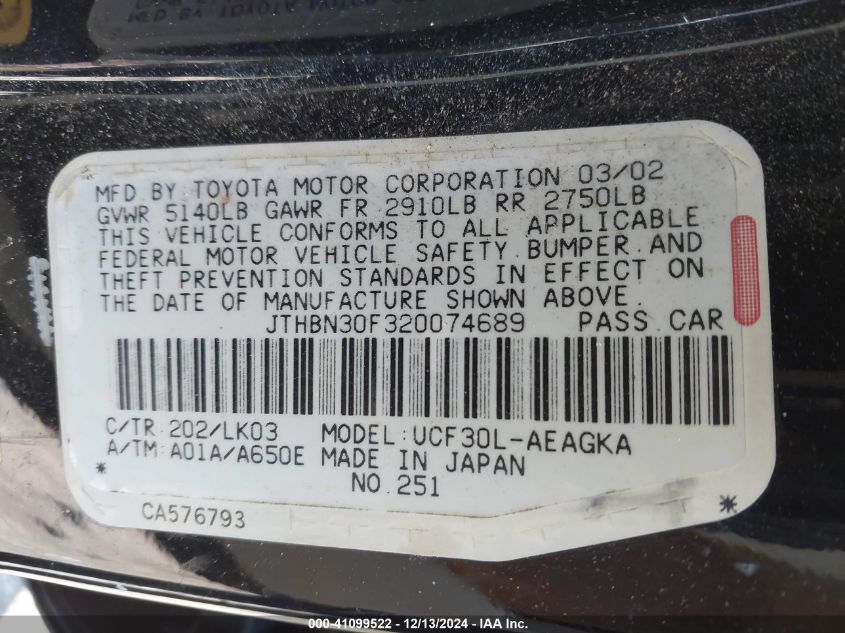 MFD BY TOYOTA MOTOR CORPORATION 03/02
GVWR 5140LB GAWR FR 2910LB RR 2750LB
THIS VEHICLE CONFORMS TO ALL APPLICABLE
FEDERAL MOTOR VEHICLE SAFETY, BUMPER, AND
THEFT PREVENTION STANDARDS IN EFFECT ON
THE DATE OF MANUFACTURE SHOWN ABOVE.
JTHBN30F320074689 PASS. CAR
C/TR:202/LK03 MODEL:UCF30L-AEAGKA
A/TM:A01A/A650E MADE IN JAPAN
* NO.251 *
CA576793
000-41099522 - 12/13/2024 - IAA Inc.